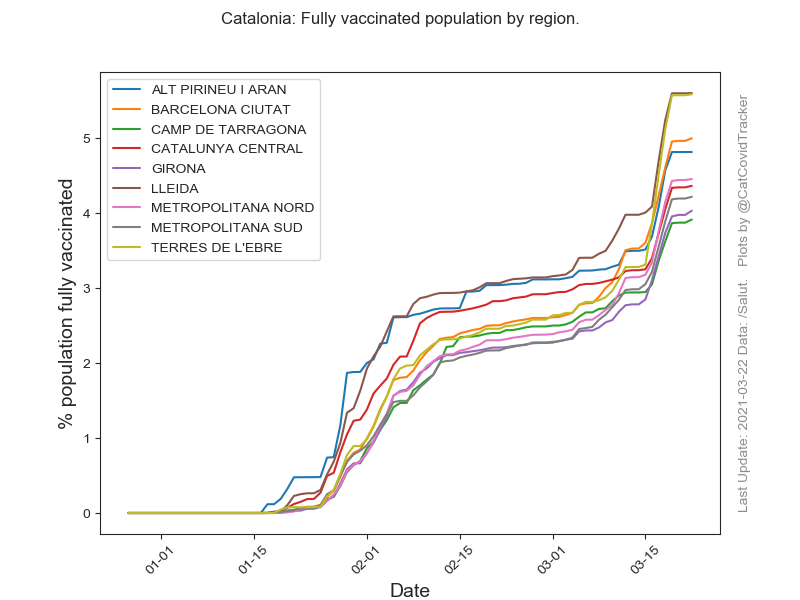 Catalonia: Fully vaccinated population by region.
ALT PIRINEU I ARAN
BARCELONA CIUTAT
CAMP DE TARRAGONA
CATALUNYA CENTRAL
GIRONA
LLEIDA
METROPOLITANA NORD
METROPOLITANA SUD
TERRES DE L'EBRE
% population fully vaccinated
5
4
3
2
1
0
01-01
01-15
02-01
02-15
03-01
03-15
Date
Last Update: 2021-03-22 Data: /Salut    Plots by @CatCovidTracker